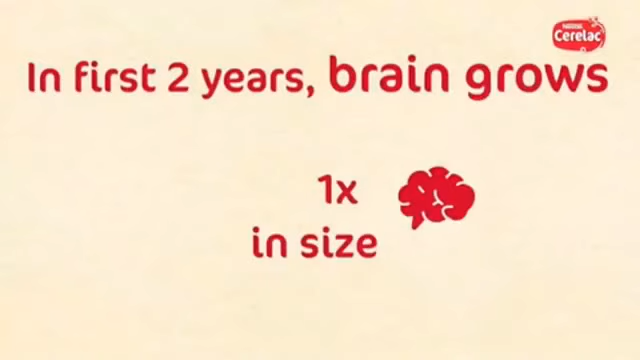 Nestlé
Cerelac
In first 2 years, brain grows
1x
in size